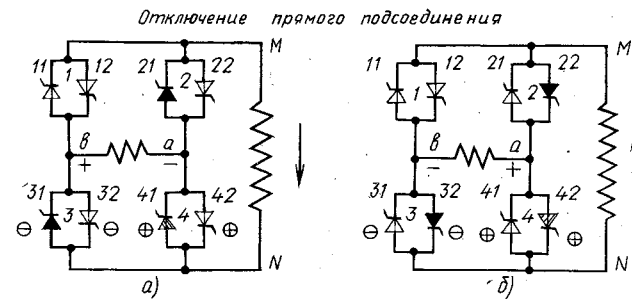 Отключение прямого подсоединения
M
11 12 21 22
1 2
в а
+ −
31 32 41 42
3 4
⊖ ⊖ ⊕ ⊕
N
а)
M
11 12 21 22
1 2
в а
− +
31 32 41 42
3 4
⊖ ⊖ ⊕ ⊕
N
б)